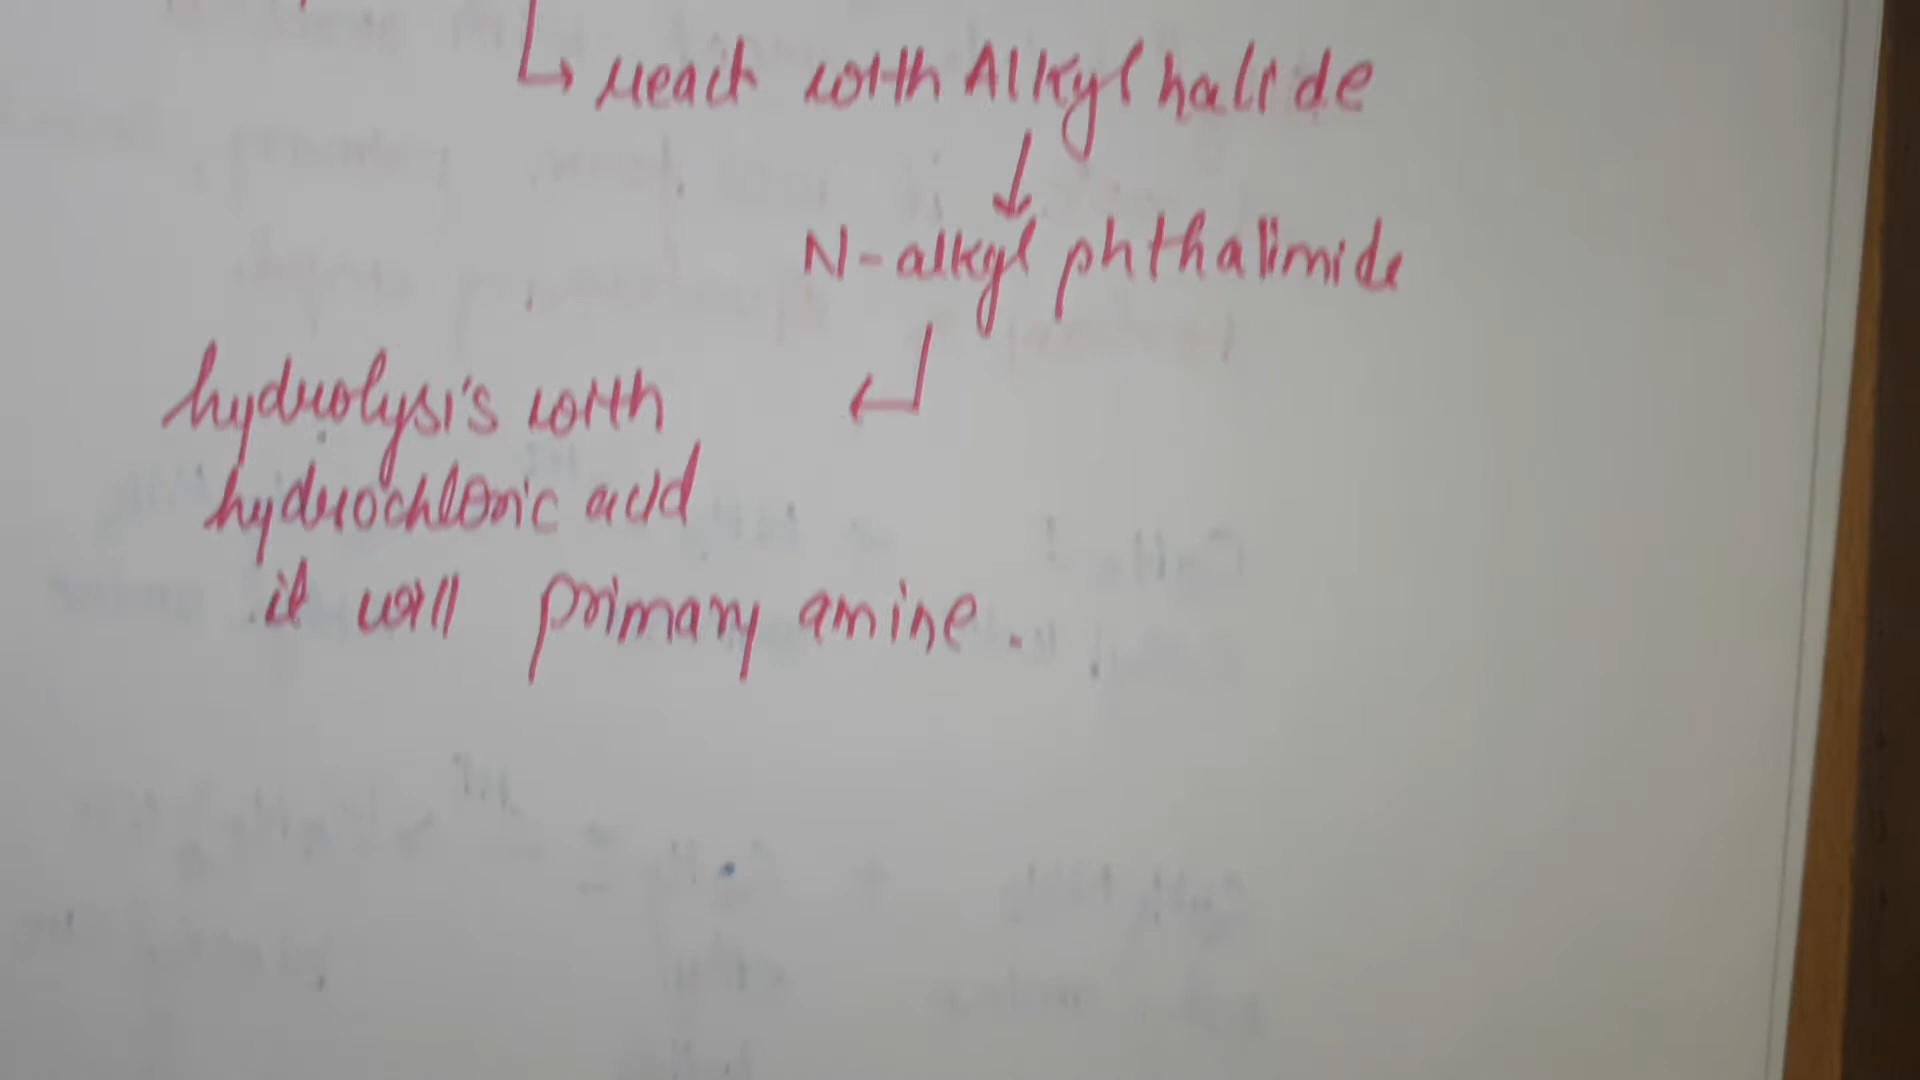 ↳ react with Alkyl halide
↓
N-alkyl phthalimide
hydrolysis with ↲
hydrochloric acid
it will primary amine.